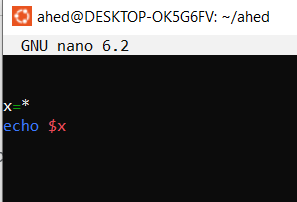 ahed@DESKTOP-OK5G6FV: ~/ahed
GNU nano 6.2
x=*
echo $x